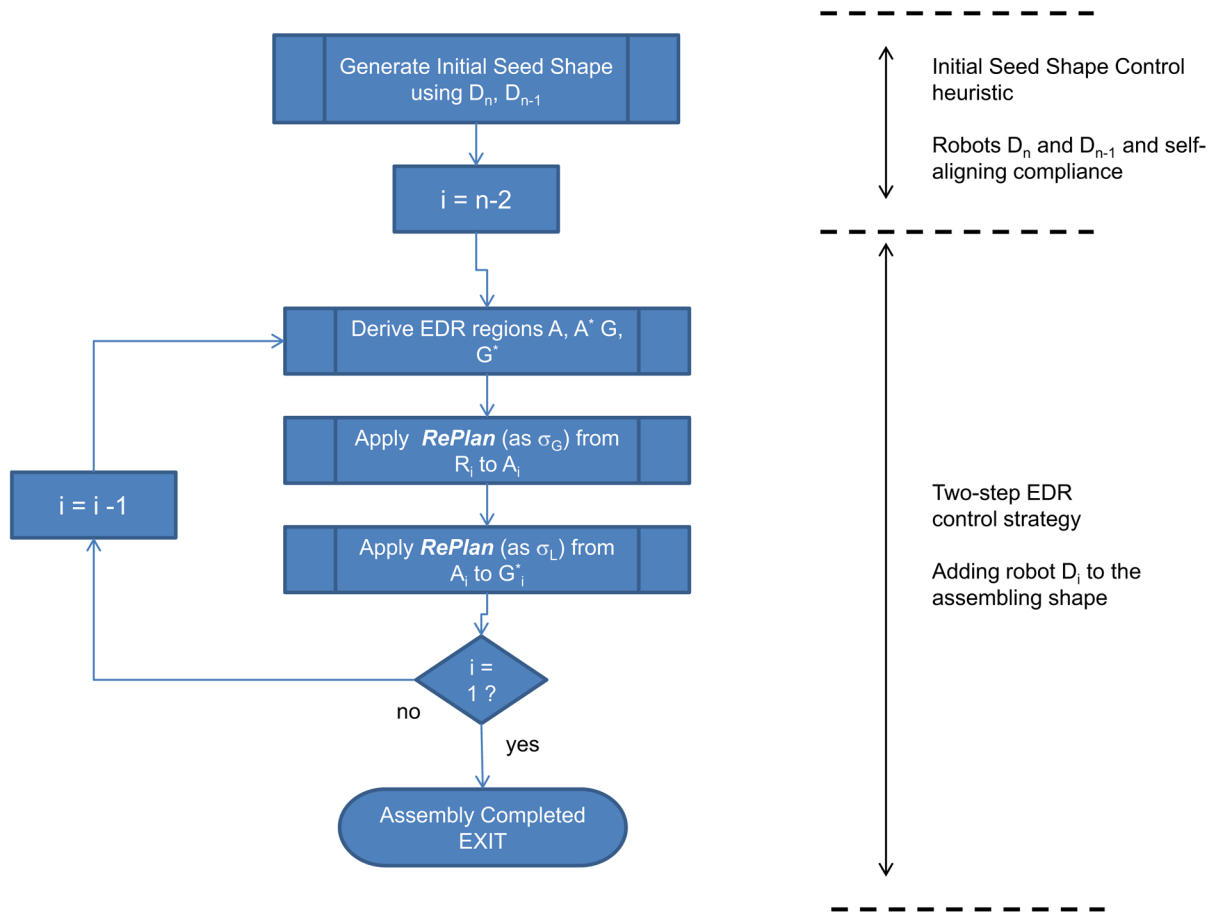 Generate Initial Seed Shape
using Dₙ, Dₙ₋₁
i = n-2
Derive EDR regions A, A* G,
G*
Apply RePlan (as σG) from
Rᵢ to Aᵢ
Apply RePlan (as σL) from
Aᵢ to G*ᵢ
i = i -1
i =
1 ?
no
yes
Assembly Completed
EXIT
Initial Seed Shape Control
heuristic
Robots Dₙ and Dₙ₋₁ and self-
aligning compliance
Two-step EDR
control strategy
Adding robot Dᵢ to the
assembling shape